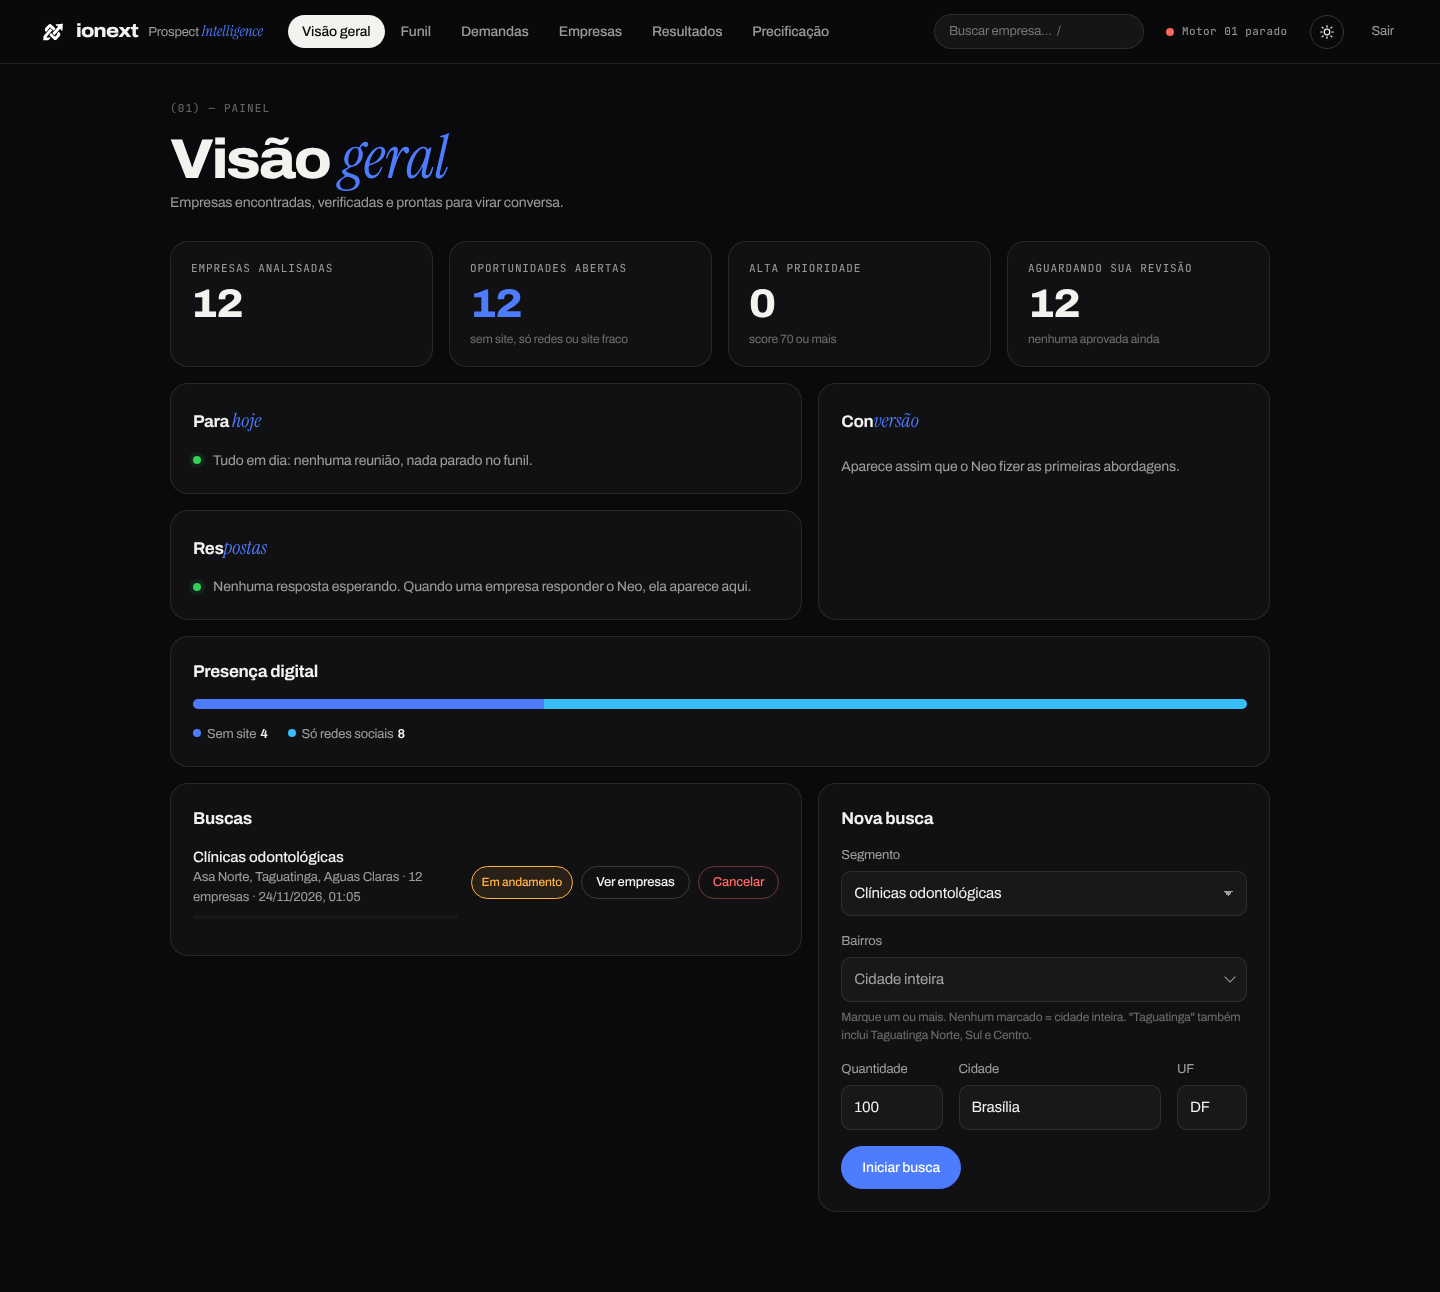 ionext Prospect Intelligence
Visão geral
Funil
Demandas
Empresas
Resultados
Precificação
Buscar empresa... /
Motor 01 parado
Sair
(01) — PAINEL
Visão geral
Empresas encontradas, verificadas e prontas para virar conversa.
EMPRESAS ANALISADAS
12
OPORTUNIDADES ABERTAS
12
sem site, só redes ou site fraco
ALTA PRIORIDADE
0
score 70 ou mais
AGUARDANDO SUA REVISÃO
12
nenhuma aprovada ainda
Para hoje
Tudo em dia: nenhuma reunião, nada parado no funil.
Conversão
Aparece assim que o Neo fizer as primeiras abordagens.
Respostas
Nenhuma resposta esperando. Quando uma empresa responder o Neo, ela aparece aqui.
Presença digital
Sem site 4
Só redes sociais 8
Buscas
Clínicas odontológicas
Asa Norte, Taguatinga, Aguas Claras · 12
empresas · 24/11/2026, 01:05
Em andamento
Ver empresas
Cancelar
Nova busca
Segmento
Clínicas odontológicas
Bairros
Cidade inteira
Marque um ou mais. Nenhum marcado = cidade inteira. "Taguatinga" também
inclui Taguatinga Norte, Sul e Centro.
Quantidade
Cidade
UF
100
Brasília
DF
Iniciar busca